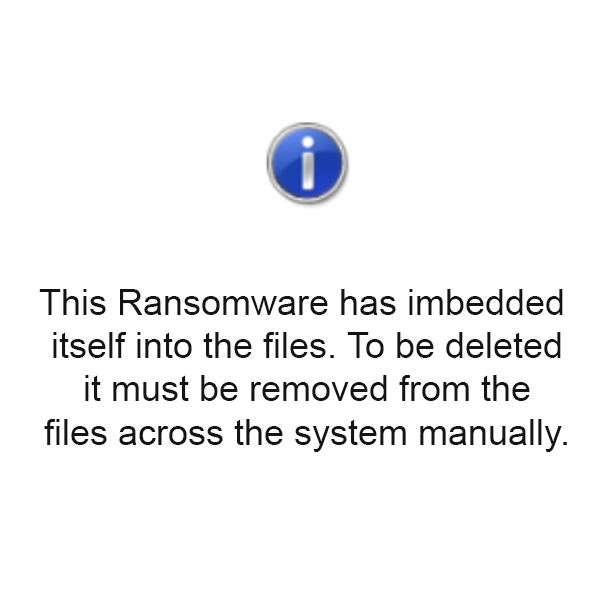 This Ransomware has imbedded
itself into the files. To be deleted
it must be removed from the
files across the system manually.